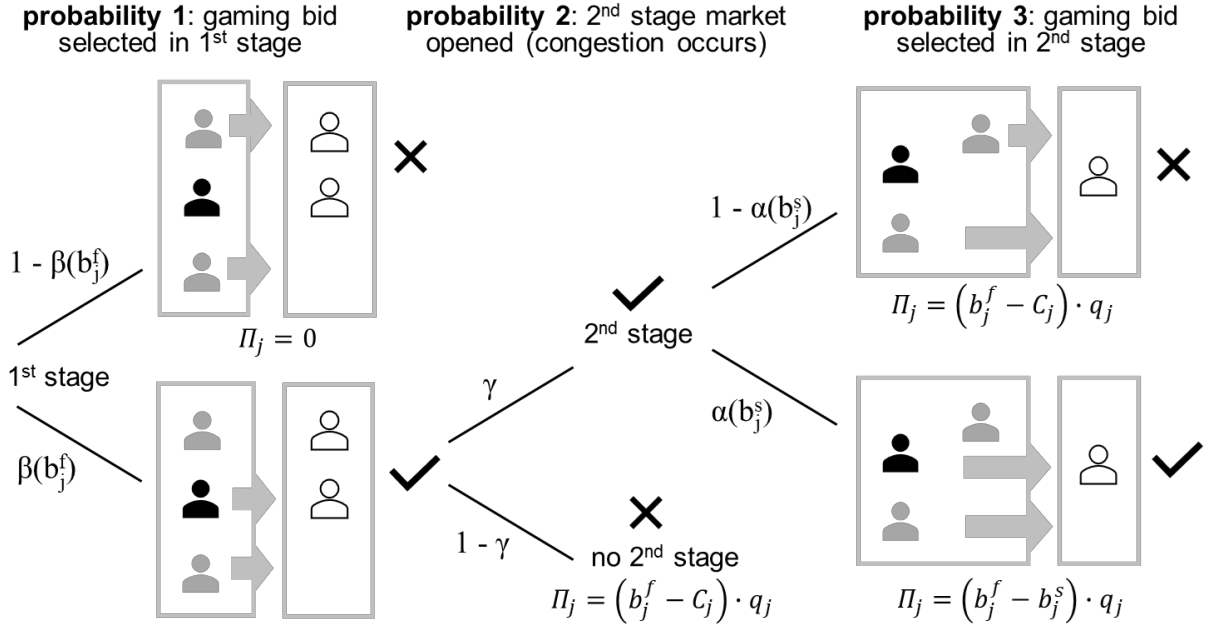 probability 1: gaming bid
selected in 1st stage
probability 2: 2nd stage market
opened (congestion occurs)
probability 3: gaming bid
selected in 2nd stage
1 - β(b_j^f)
Π_j = 0
1st stage
β(b_j^f)
γ
1 - γ
2nd stage
no 2nd stage
Π_j = (b_j^f − C_j) · q_j
1 - α(b_j^s)
Π_j = (b_j^f − C_j) · q_j
α(b_j^s)
Π_j = (b_j^f − b_j^s) · q_j